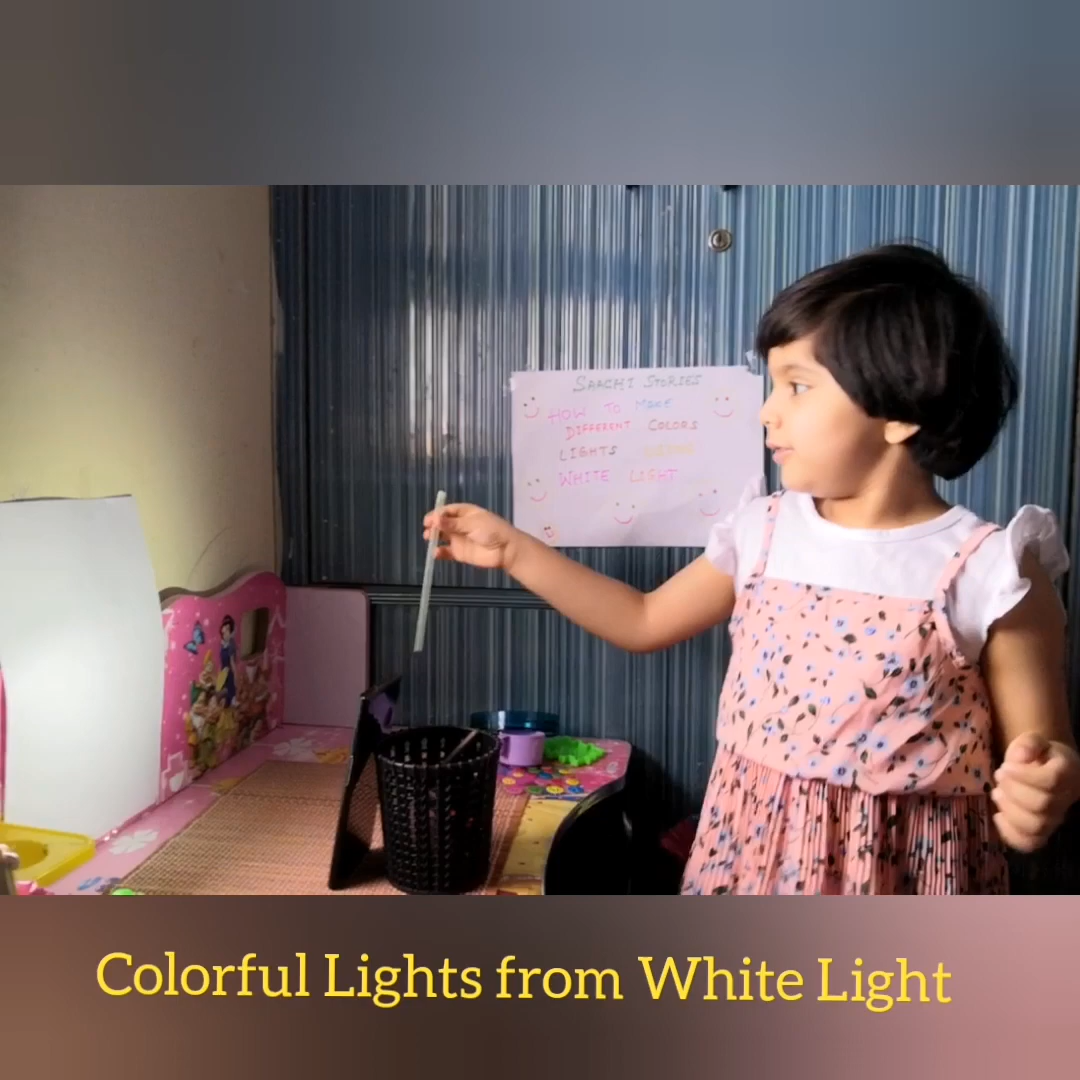 SAACHI STORIES
HOW TO MAKE
DIFFERENT COLORS
LIGHTS
WHITE LIGHT
Colorful Lights from White Light